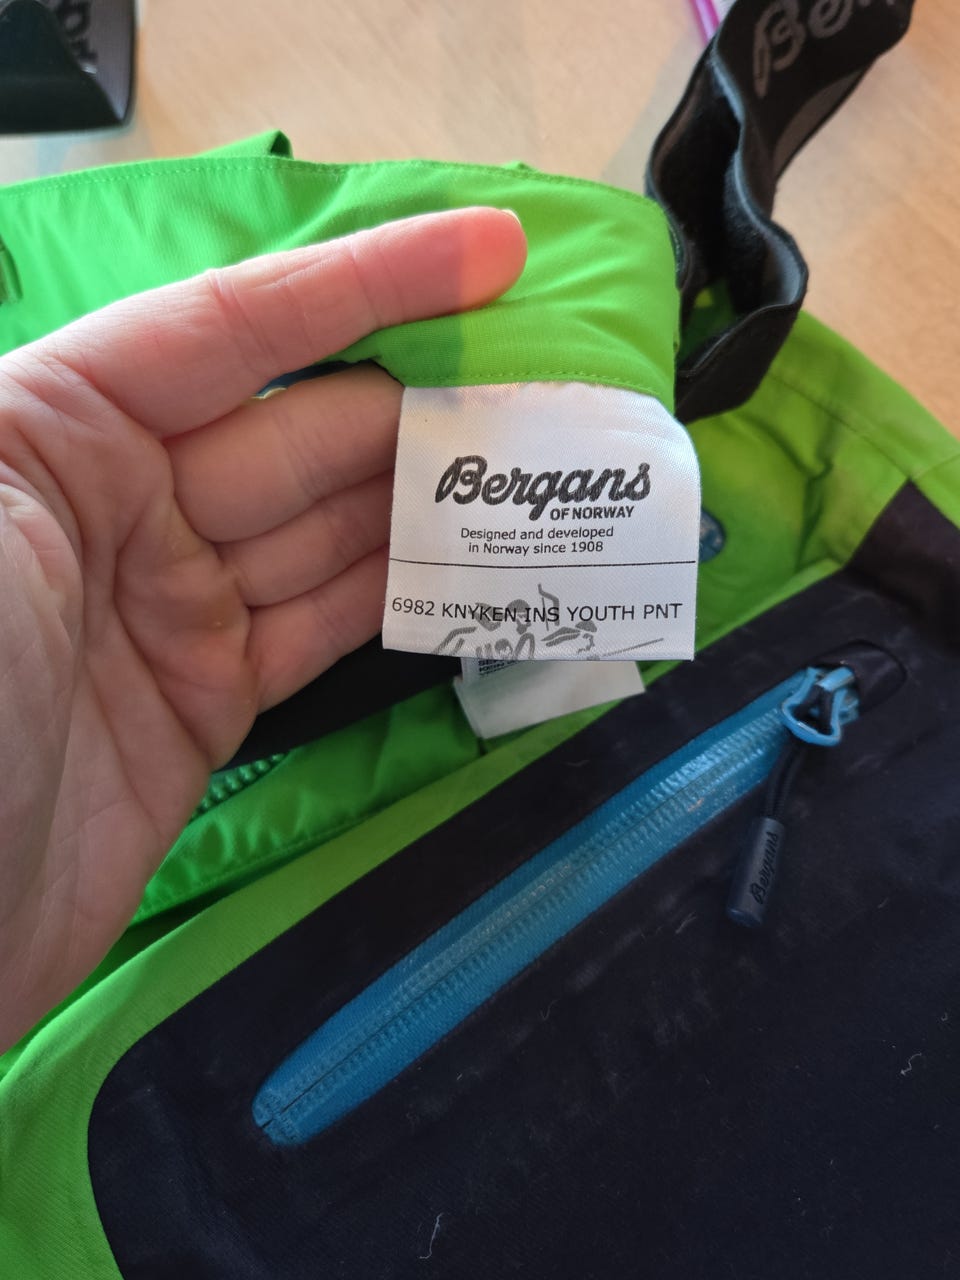 Bergans
OF NORWAY
Designed and developed
in Norway since 1908
6982 KNYKEN INS YOUTH PNT
Bergans